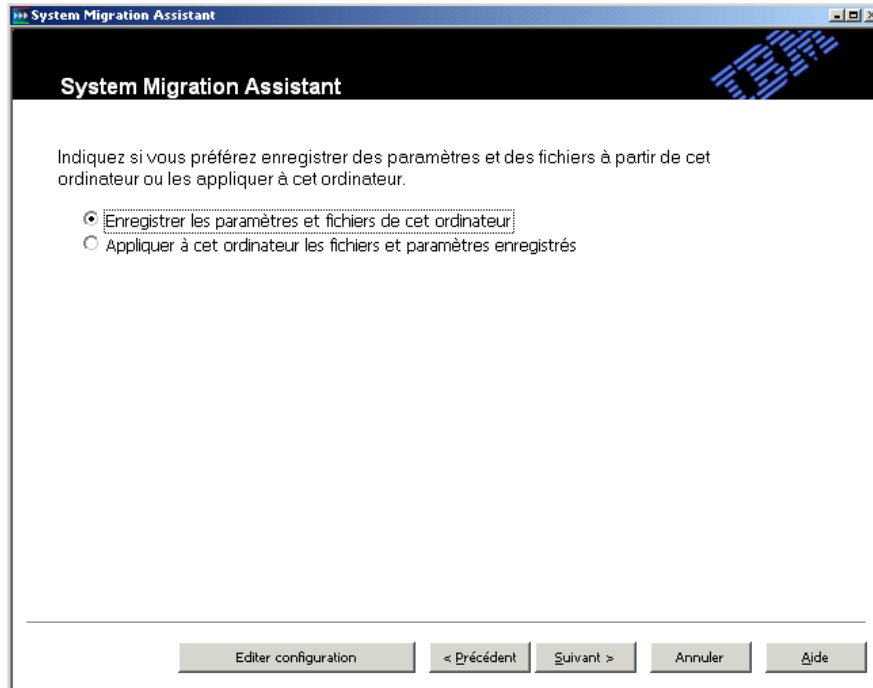 System Migration Assistant
IBM
System Migration Assistant
Indiquez si vous préférez enregistrer des paramètres et des fichiers à partir de cet
ordinateur ou les appliquer à cet ordinateur.
Enregistrer les paramètres et fichiers de cet ordinateur
Appliquer à cet ordinateur les fichiers et paramètres enregistrés
Editer configuration
< Précédent
Suivant >
Annuler
Aide